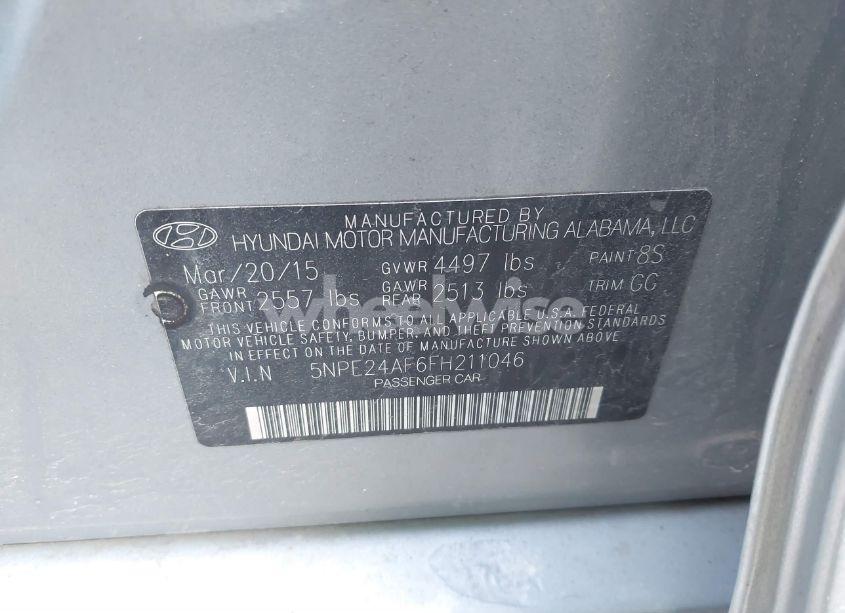 MANUFACTURED BY
HYUNDAI MOTOR MANUFACTURING ALABAMA, LLC
Mar/20/15 GVWR 4497 lbs PAINT 8S
GAWR FRONT 2557 lbs GAWR REAR 2513 lbs TRIM GC
wheelwise
THIS VEHICLE CONFORMS TO ALL APPLICABLE U.S.A. FEDERAL
MOTOR VEHICLE SAFETY, BUMPER, AND THEFT PREVENTION STANDARDS
IN EFFECT ON THE DATE OF MANUFACTURE SHOWN ABOVE
V.I.N 5NPE24AF6FH211046
PASSENGER CAR